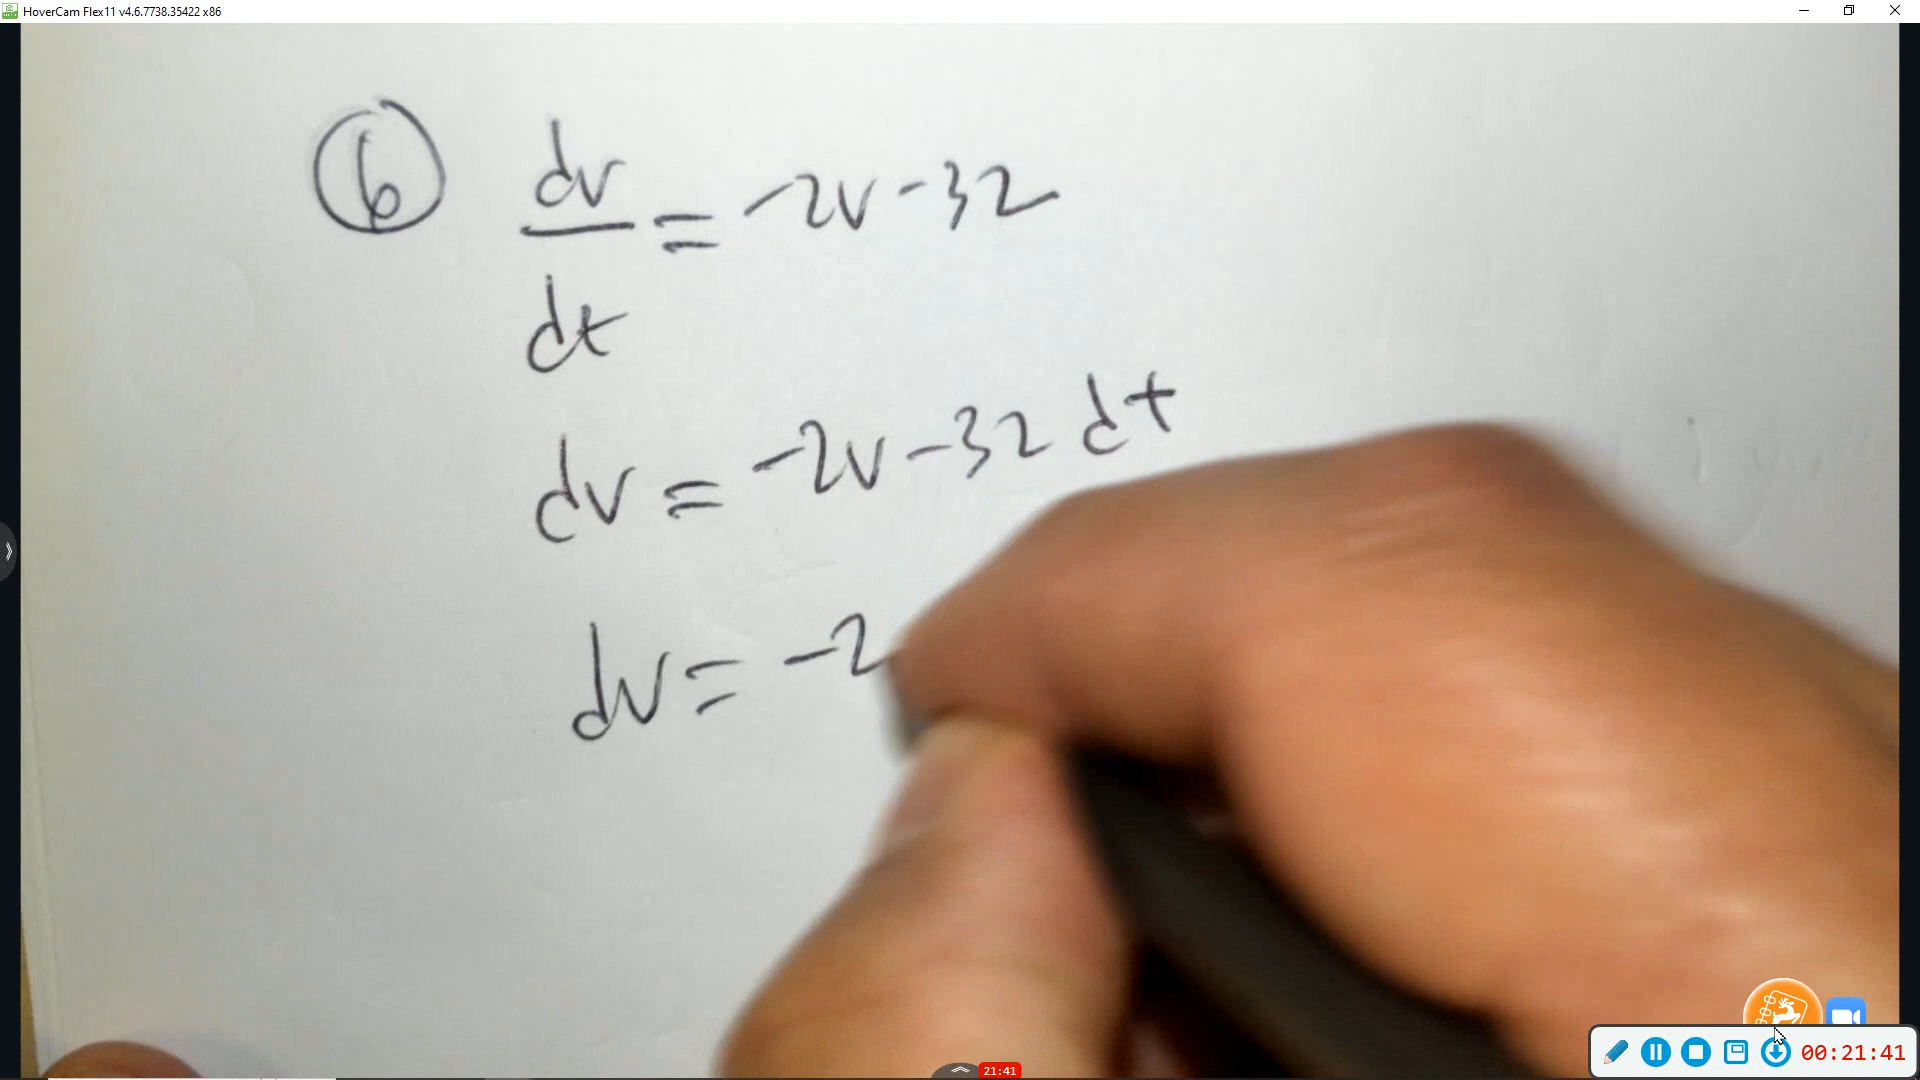 HoverCam Flex11 v4.6.7738.35422 x86
6 dv/dt = -2v-32
dv = -2v-32 dt
dv = -2
21:41
00:21:41